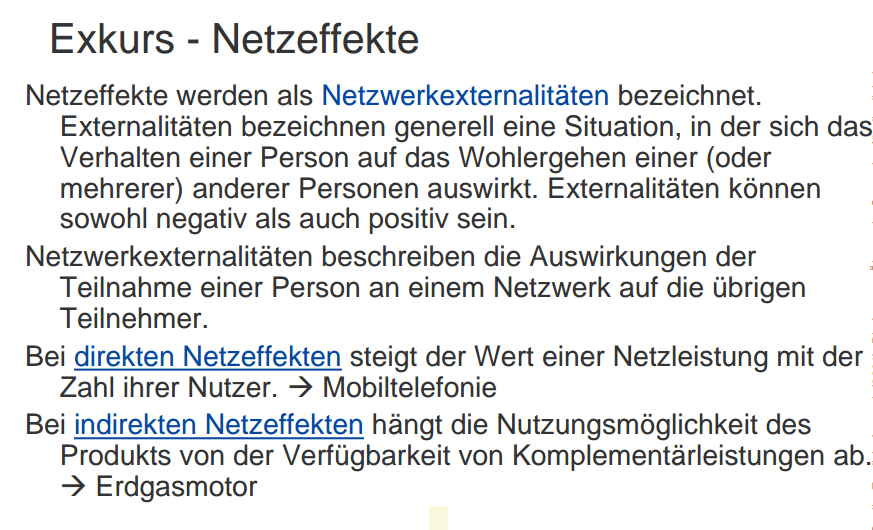 Exkurs - Netzeffekte
Netzeffekte werden als Netzwerkexternalitäten bezeichnet.
Externalitäten bezeichnen generell eine Situation, in der sich das
Verhalten einer Person auf das Wohlergehen einer (oder
mehrerer) anderer Personen auswirkt. Externalitäten können
sowohl negativ als auch positiv sein.
Netzwerkexternalitäten beschreiben die Auswirkungen der
Teilnahme einer Person an einem Netzwerk auf die übrigen
Teilnehmer.
Bei direkten Netzeffekten steigt der Wert einer Netzleistung mit der
Zahl ihrer Nutzer. → Mobiltelefonie
Bei indirekten Netzeffekten hängt die Nutzungsmöglichkeit des
Produkts von der Verfügbarkeit von Komplementärleistungen ab.
→ Erdgasmotor